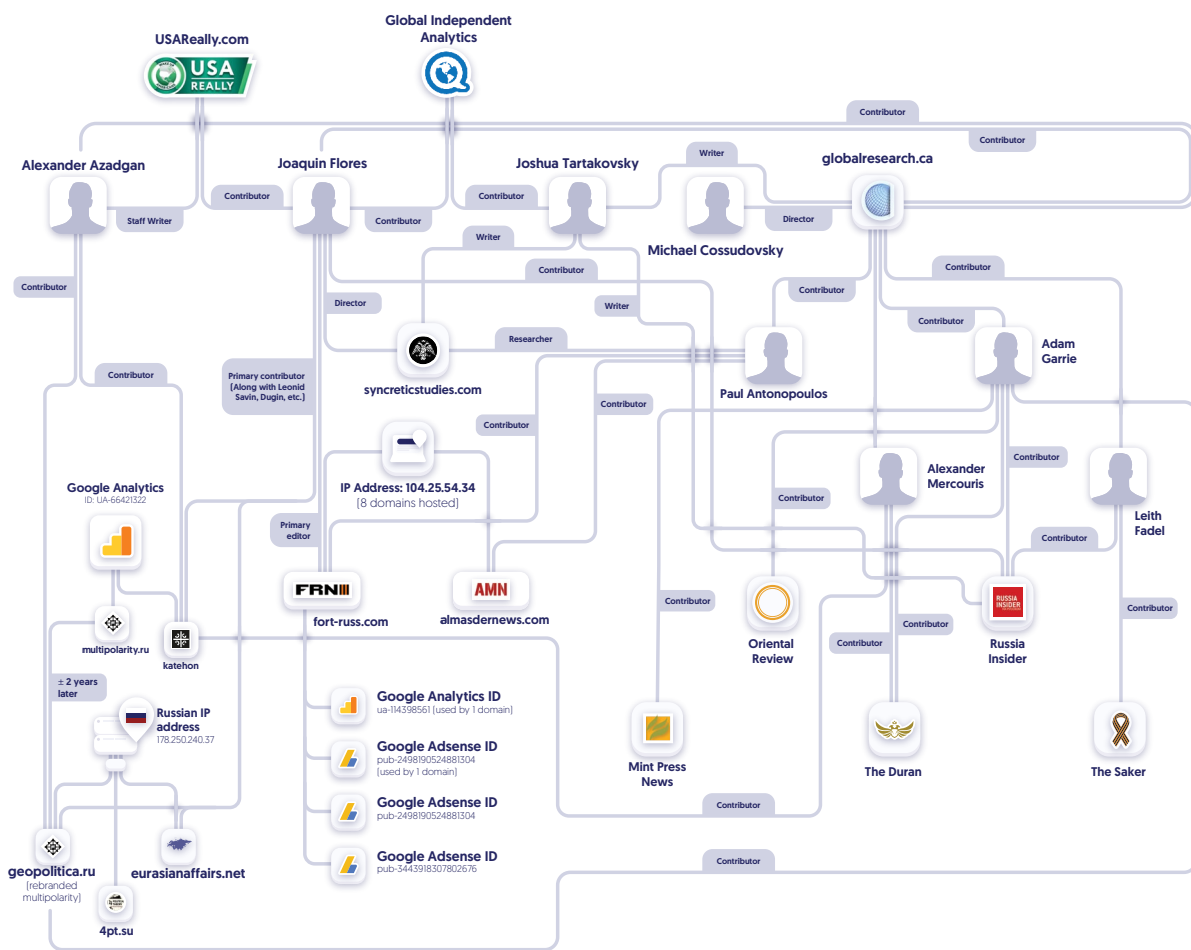 Global Independent
Analytics
USAReally.com
USA
REALLY
Contributor
Contributor
Alexander Azadgan
Joaquin Flores
Joshua Tartakovsky
Writer
globalresearch.ca
Staff Writer
Contributor
Contributor
Contributor
Director
Michael Cossudovsky
Writer
Contributor
Contributor
Contributor
Contributor
Director
Writer
Contributor
Researcher
Adam
Garrie
syncreticstudies.com
Paul Antonopoulos
Primary contributor
(Along with Leonid
Savin, Dugin, etc.)
Contributor
Contributor
Contributor
Google Analytics
ID: UA-66421322
IP Address: 104.25.54.34
(8 domains hosted)
Contributor
Alexander
Mercouris
Contributor
Leith
Fadel
Primary
editor
Contributor
FRN
fort-russ.com
AMN
almasdernews.com
Contributor
RUSSIA
INSIDER
Contributor
Oriental
Review
Contributor
Contributor
Russia
Insider
multipolarity.ru
katehon
± 2 years
later
Russian IP
address
178.250.240.37
Google Analytics ID
ua-114398561 (used by 1 domain)
Google Adsense ID
pub-2498190524881304
(used by 1 domain)
Google Adsense ID
pub-2498190524881304
Google Adsense ID
pub-3443918307802676
Mint Press
News
The Duran
The Saker
Contributor
Contributor
geopolitica.ru
(rebranded
multipolarity)
eurasianaffairs.net
4pt.su